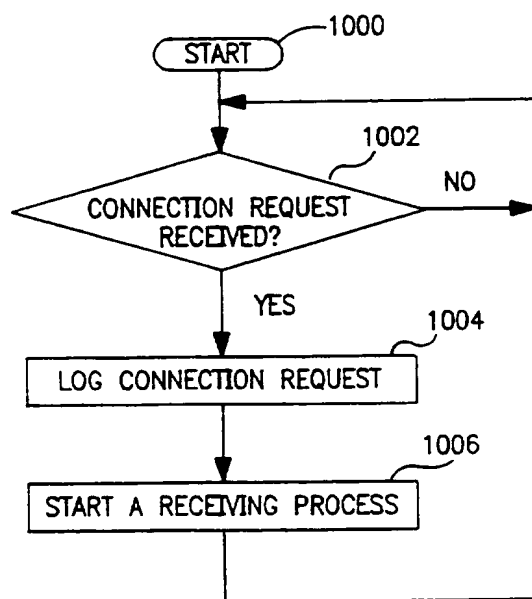 1000
START
1002
CONNECTION REQUEST
RECEIVED?
NO
YES
1004
LOG CONNECTION REQUEST
1006
START A RECEIVING PROCESS